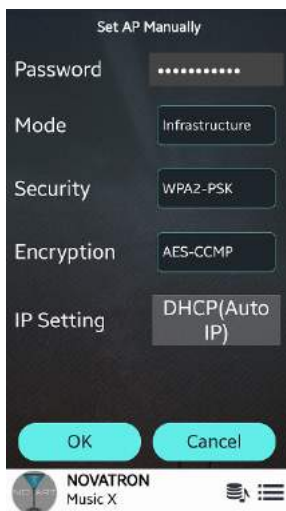 Set AP Manually
Password
Mode
Infrastructure
Security
WPA2-PSK
Encryption
AES-CCMP
IP Setting
DHCP(Auto
IP)
OK
Cancel
NOVATRON
Music X